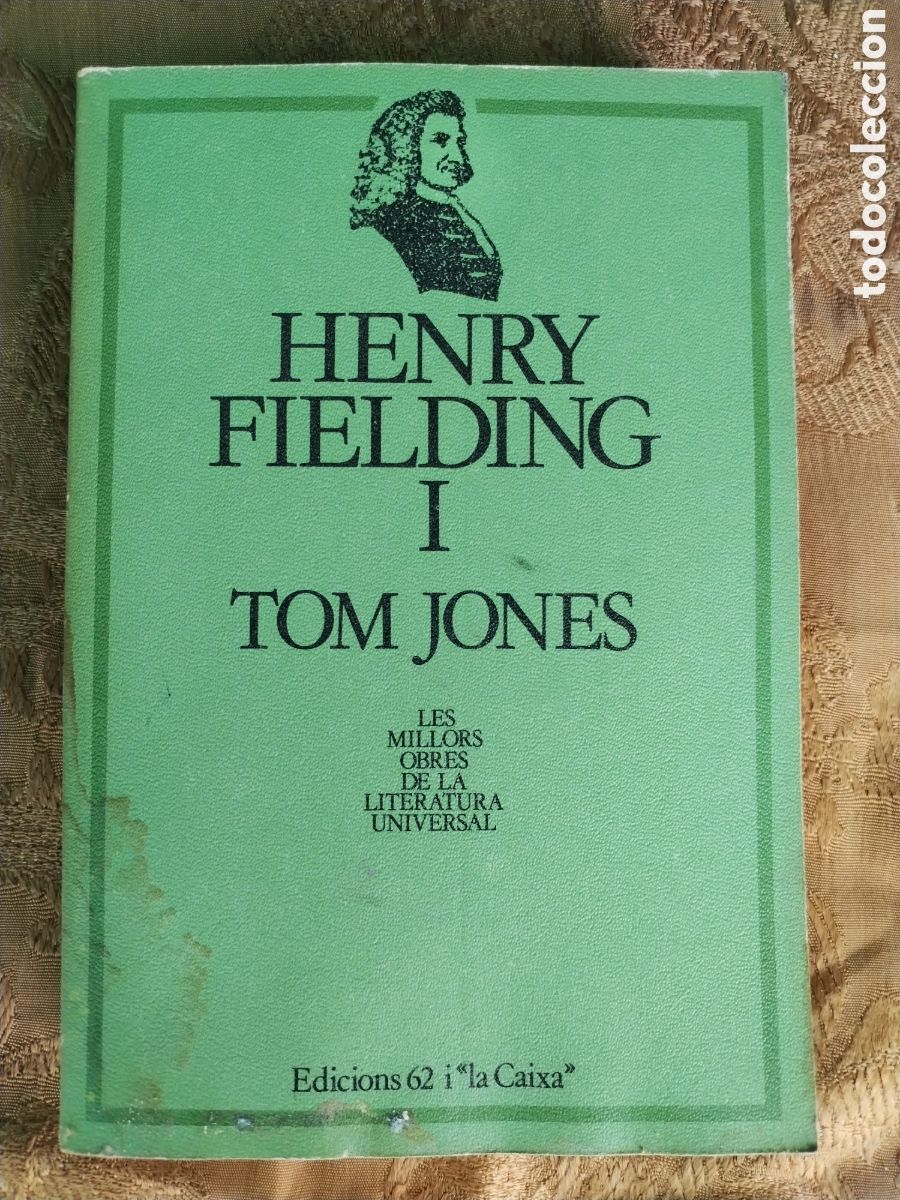 HENRY
FIELDING
I
TOM JONES
LES
MILLORS
OBRES
DE LA
LITERATURA
UNIVERSAL
Edicions 62 i «la Caixa»
todocoleccion